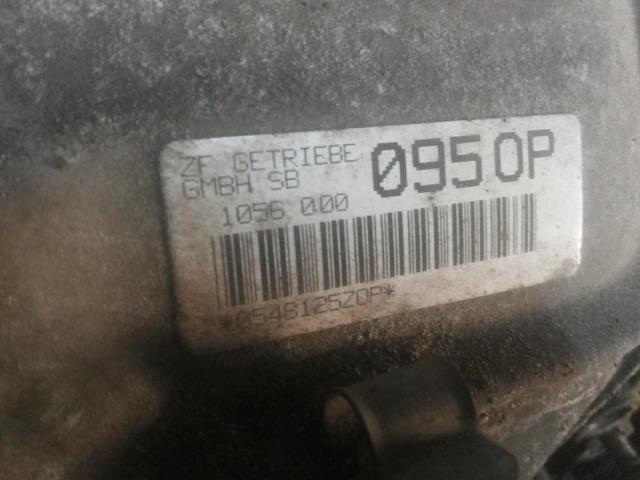 ZF GETRIEBE
GMBH SB
0950P
1056 000
*0546125ZOP*